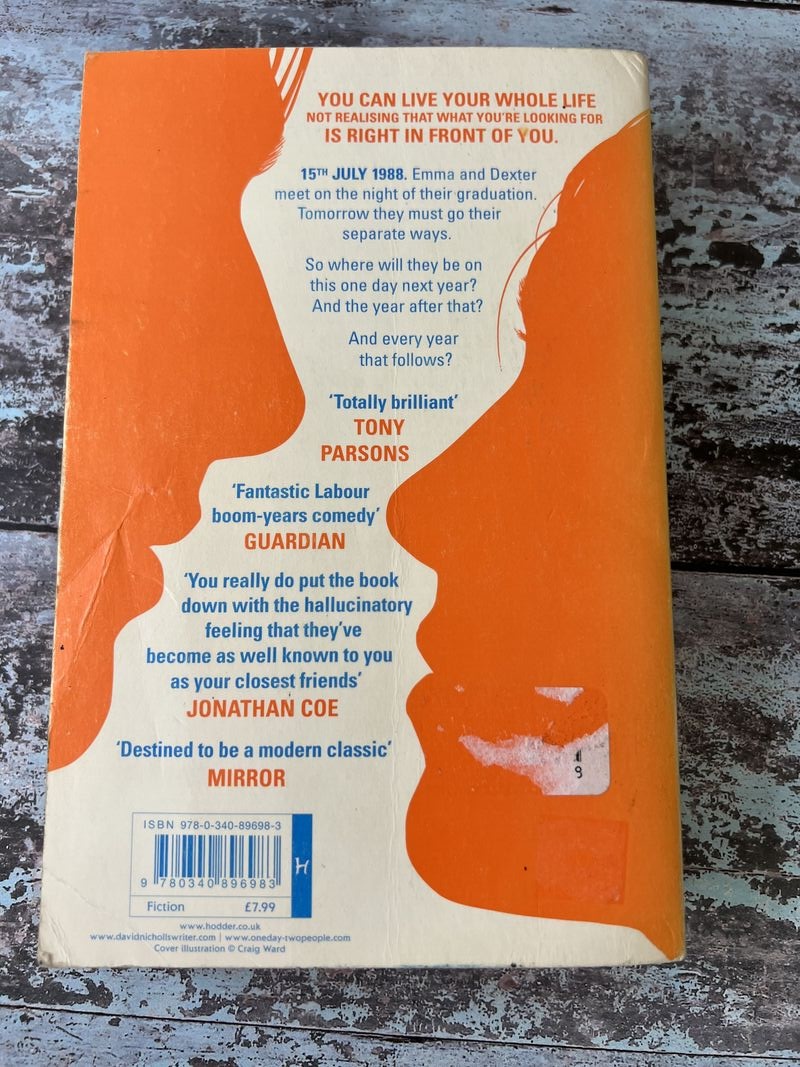 YOU CAN LIVE YOUR WHOLE LIFE
NOT REALISING THAT WHAT YOU'RE LOOKING FOR
IS RIGHT IN FRONT OF YOU.
15TH JULY 1988. Emma and Dexter
meet on the night of their graduation.
Tomorrow they must go their
separate ways.
So where will they be on
this one day next year?
And the year after that?
And every year
that follows?
'Totally brilliant'
TONY
PARSONS
'Fantastic Labour
boom-years comedy'
GUARDIAN
'You really do put the book
down with the hallucinatory
feeling that they've
become as well known to you
as your closest friends'
JONATHAN COE
'Destined to be a modern classic'
MIRROR
9
ISBN 978-0-340-89698-3
9 780340 896983
H
Fiction £7.99
www.hodder.co.uk
www.davidnichollswriter.com | www.oneday-twopeople.com
Cover illustration © Craig Ward